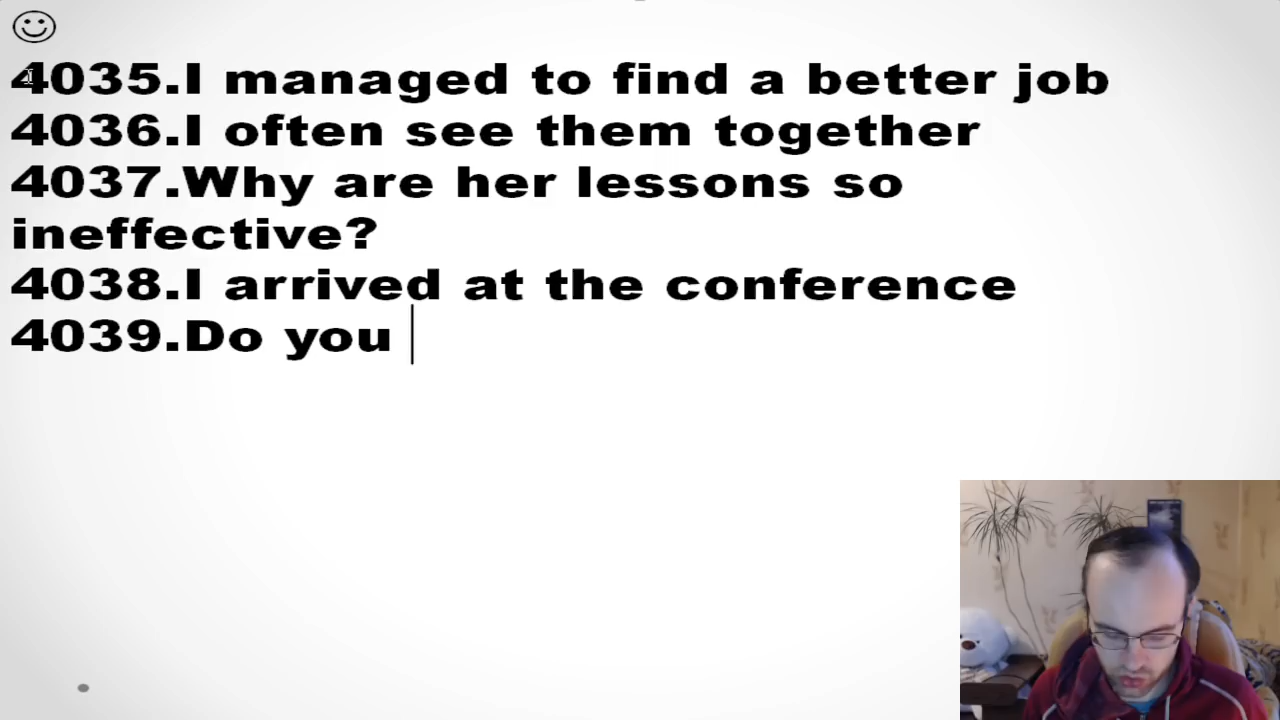 4035.I managed to find a better job
4036.I often see them together
4037.Why are her lessons so
ineffective?
4038.I arrived at the conference
4039.Do you